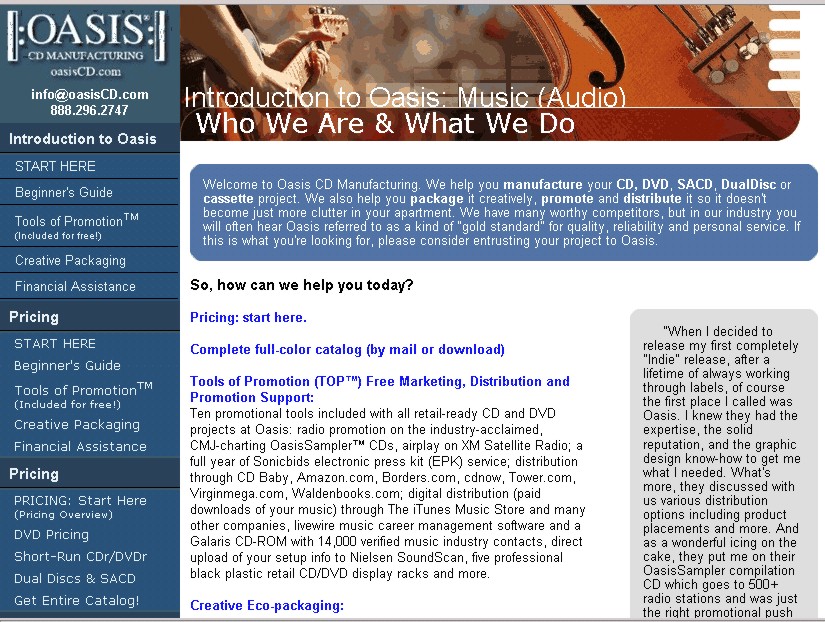 :OASIS:®
CD MANUFACTURING
oasisCD.com
info@oasisCD.com
888.296.2747
Introduction to Oasis
START HERE
Beginner's Guide
Tools of Promotion™
(Included for free!)
Creative Packaging
Financial Assistance
Pricing
START HERE
Beginner's Guide
Tools of Promotion™
(Included for free!)
Creative Packaging
Financial Assistance
Pricing
PRICING: Start Here
(Pricing Overview)
DVD Pricing
Short-Run CDr/DVDr
Dual Discs & SACD
Get Entire Catalog!
Introduction to Oasis: Music (Audio)
Who We Are & What We Do
Welcome to Oasis CD Manufacturing. We help you manufacture your CD, DVD, SACD, DualDisc or
cassette project. We also help you package it creatively, promote and distribute it so it doesn't
become just more clutter in your apartment. We have many worthy competitors, but in our industry you
will often hear Oasis referred to as a kind of "gold standard" for quality, reliability and personal service. If
this is what you're looking for, please consider entrusting your project to Oasis.
So, how can we help you today?
Pricing: start here.
Complete full-color catalog (by mail or download)
Tools of Promotion (TOP™) Free Marketing, Distribution and
Promotion Support:
Ten promotional tools included with all retail-ready CD and DVD
projects at Oasis: radio promotion on the industry-acclaimed,
CMJ-charting OasisSampler™ CDs, airplay on XM Satellite Radio; a
full year of Sonicbids electronic press kit (EPK) service; distribution
through CD Baby, Amazon.com, Borders.com, cdnow, Tower.com,
Virginmega.com, Waldenbooks.com; digital distribution (paid
downloads of your music) through The iTunes Music Store and many
other companies, livewire music career management software and a
Galaris CD-ROM with 14,000 verified music industry contacts, direct
upload of your setup info to Nielsen SoundScan, five professional
black plastic retail CD/DVD display racks and more.
Creative Eco-packaging:
"When I decided to
release my first completely
"Indie" release, after a
lifetime of always working
through labels, of course
the first place I called was
Oasis. I knew they had the
expertise, the solid
reputation, and the graphic
design know-how to get me
what I needed. What's
more, they discussed with
us various distribution
options including product
placements and more. And
as a wonderful icing on the
cake, they put me on their
OasisSampler compilation
CD which goes to 500+
radio stations and was just
the right promotional push